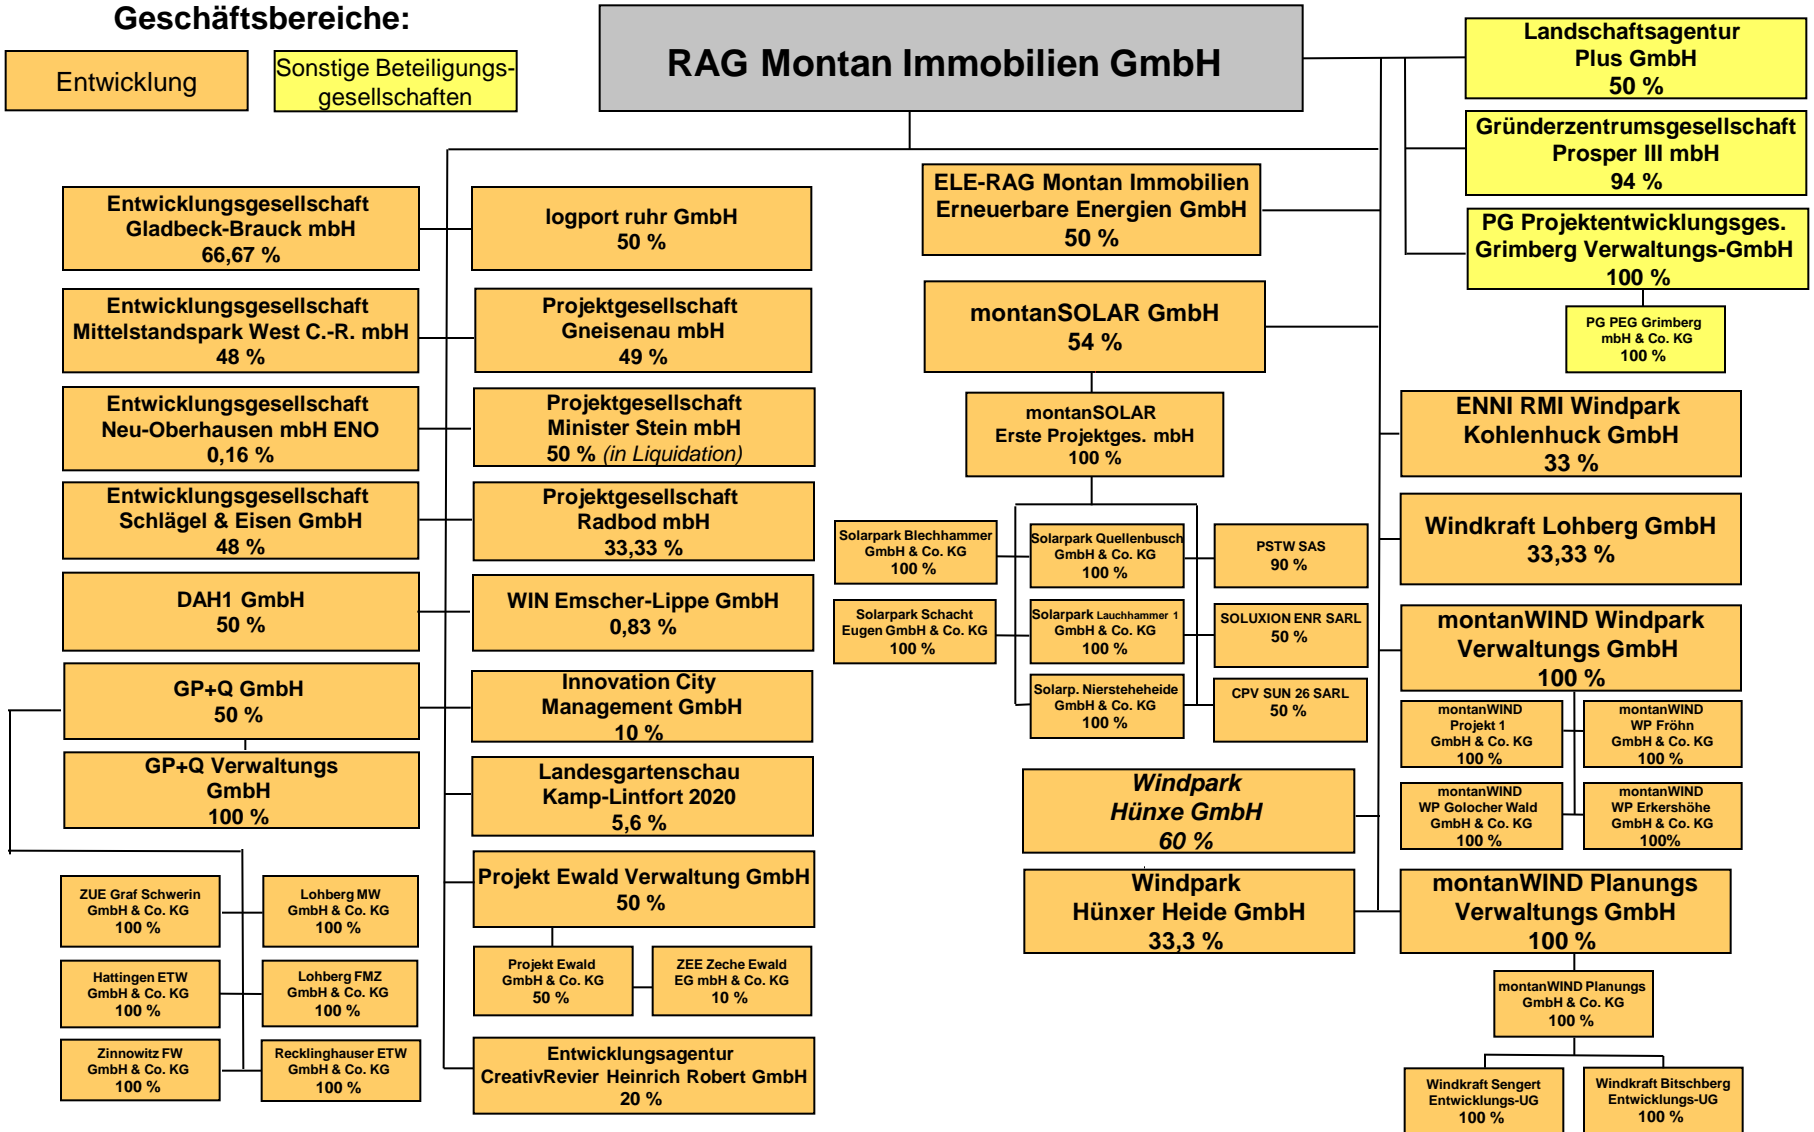 Geschäftsbereiche:
Entwicklung
Sonstige Beteiligungs-
gesellschaften
RAG Montan Immobilien GmbH
Landschaftsagentur
Plus GmbH
50 %
Gründerzentrumsgesellschaft
Prosper III mbH
94 %
PG Projektentwicklungsges.
Grimberg Verwaltungs-GmbH
100 %
PG PEG Grimberg
mbH & Co. KG
100 %
Entwicklungsgesellschaft
Gladbeck-Brauck mbH
66,67 %
logport ruhr GmbH
50 %
Entwicklungsgesellschaft
Mittelstandspark West C.-R. mbH
48 %
Projektgesellschaft
Gneisenau mbH
49 %
Entwicklungsgesellschaft
Neu-Oberhausen mbH ENO
0,16 %
Projektgesellschaft
Minister Stein mbH
50 % (in Liquidation)
Entwicklungsgesellschaft
Schlägel & Eisen GmbH
48 %
Projektgesellschaft
Radbod mbH
33,33 %
DAH1 GmbH
50 %
WIN Emscher-Lippe GmbH
0,83 %
GP+Q GmbH
50 %
Innovation City
Management GmbH
10 %
GP+Q Verwaltungs
GmbH
100 %
Landesgartenschau
Kamp-Lintfort 2020
5,6 %
Projekt Ewald Verwaltung GmbH
50 %
ZUE Graf Schwerin
GmbH & Co. KG
100 %
Lohberg MW
GmbH & Co. KG
100 %
Hattingen ETW
GmbH & Co. KG
100 %
Lohberg FMZ
GmbH & Co. KG
100 %
Zinnowitz FW
GmbH & Co. KG
100 %
Recklinghauser ETW
GmbH & Co. KG
100 %
Projekt Ewald
GmbH & Co. KG
50 %
ZEE Zeche Ewald
EG mbH & Co. KG
10 %
Entwicklungsagentur
CreativRevier Heinrich Robert GmbH
20 %
ELE-RAG Montan Immobilien
Erneuerbare Energien GmbH
50 %
montanSOLAR GmbH
54 %
montanSOLAR
Erste Projektges. mbH
100 %
Solarpark Blechhammer
GmbH & Co. KG
100 %
Solarpark Quellenbusch
GmbH & Co. KG
100 %
PSTW SAS
90 %
Solarpark Schacht
Eugen GmbH & Co. KG
100 %
Solarpark Lauchhammer 1
GmbH & Co. KG
100 %
SOLUXION ENR SARL
50 %
Solarp. Niersteheheide
GmbH & Co. KG
100 %
CPV SUN 26 SARL
50 %
Windpark
Hünxe GmbH
60 %
Windpark
Hünxer Heide GmbH
33,3 %
ENNI RMI Windpark
Kohlenhuck GmbH
33 %
Windkraft Lohberg GmbH
33,33 %
montanWIND Windpark
Verwaltungs GmbH
100 %
montanWIND
Projekt 1
GmbH & Co. KG
100 %
montanWIND
WP Fröhn
GmbH & Co. KG
100 %
montanWIND
WP Golocher Wald
GmbH & Co. KG
100 %
montanWIND
WP Erkershöhe
GmbH & Co. KG
100%
montanWIND Planungs
Verwaltungs GmbH
100 %
montanWIND Planungs
GmbH & Co. KG
100 %
Windkraft Sengert
Entwicklungs-UG
100 %
Windkraft Bitschberg
Entwicklungs-UG
100 %